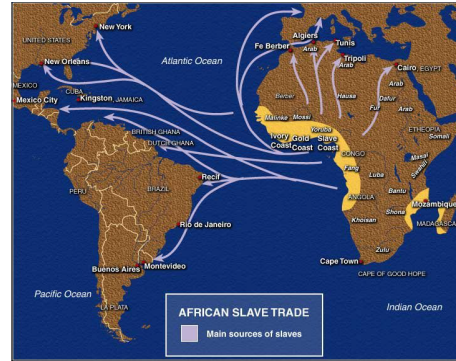 New York
UNITED STATES
New Orleans
Atlantic Ocean
MEXICO
CUBA
Mexico City
Kingston, JAMAICA
BRITISH GHANA
DUTCH GHANA
Recif
PERU
BRAZIL
Rio de Janeiro
Buenos Aires
Montevideo
Pacific Ocean
LA PLATA
Algiers
Fe Berber
Arab
Tunis
Tripoli
Arab
Cairo, EGYPT
Berber
Hausa
Dafur
Arab
Fur
Arab
Malinke
Mossi
Yoruba
ETHIOPIA
Somali
Ivory
Coast
Gold
Coast
Slave
Coast
CONGO
Fang
Luba
Masai
Swahili
ANGOLA
Bantu
Mozambique
Shona
Khoisan
MADAGASCAR
Zulu
Cape Town
CAPE OF GOOD HOPE
Indian Ocean
AFRICAN SLAVE TRADE
Main sources of slaves